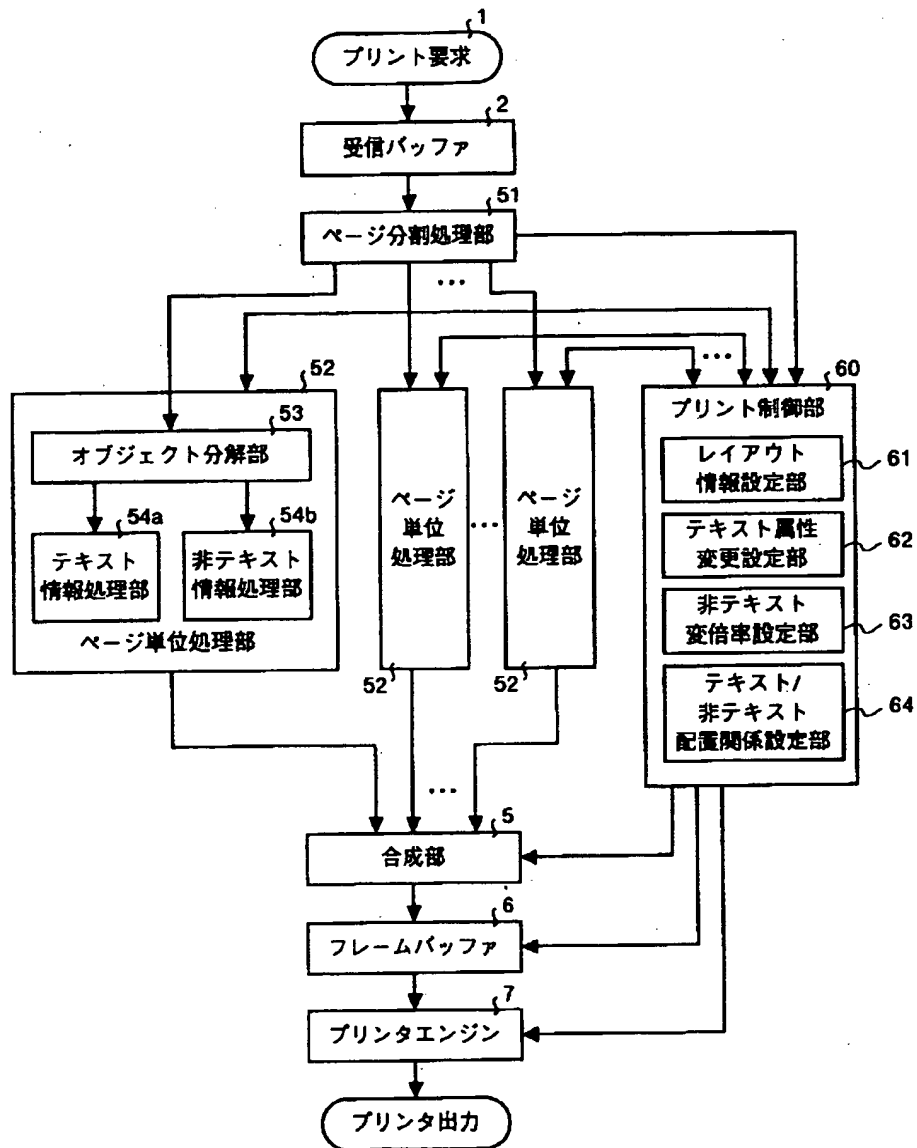 1
プリント要求
2
受信バッファ
51
ページ分割処理部
...
...
52
60
プリント制御部
53
オブジェクト分解部
レイアウト
情報設定部
61
54a
54b
テキスト
情報処理部
非テキスト
情報処理部
ページ単位処理部
ページ
単位
処理部
...
ページ
単位
処理部
テキスト属性
変更設定部
62
非テキスト
変倍率設定部
63
52
52
テキスト/
非テキスト
配置関係設定部
64
...
5
合成部
6
フレームバッファ
7
プリンタエンジン
プリンタ出力